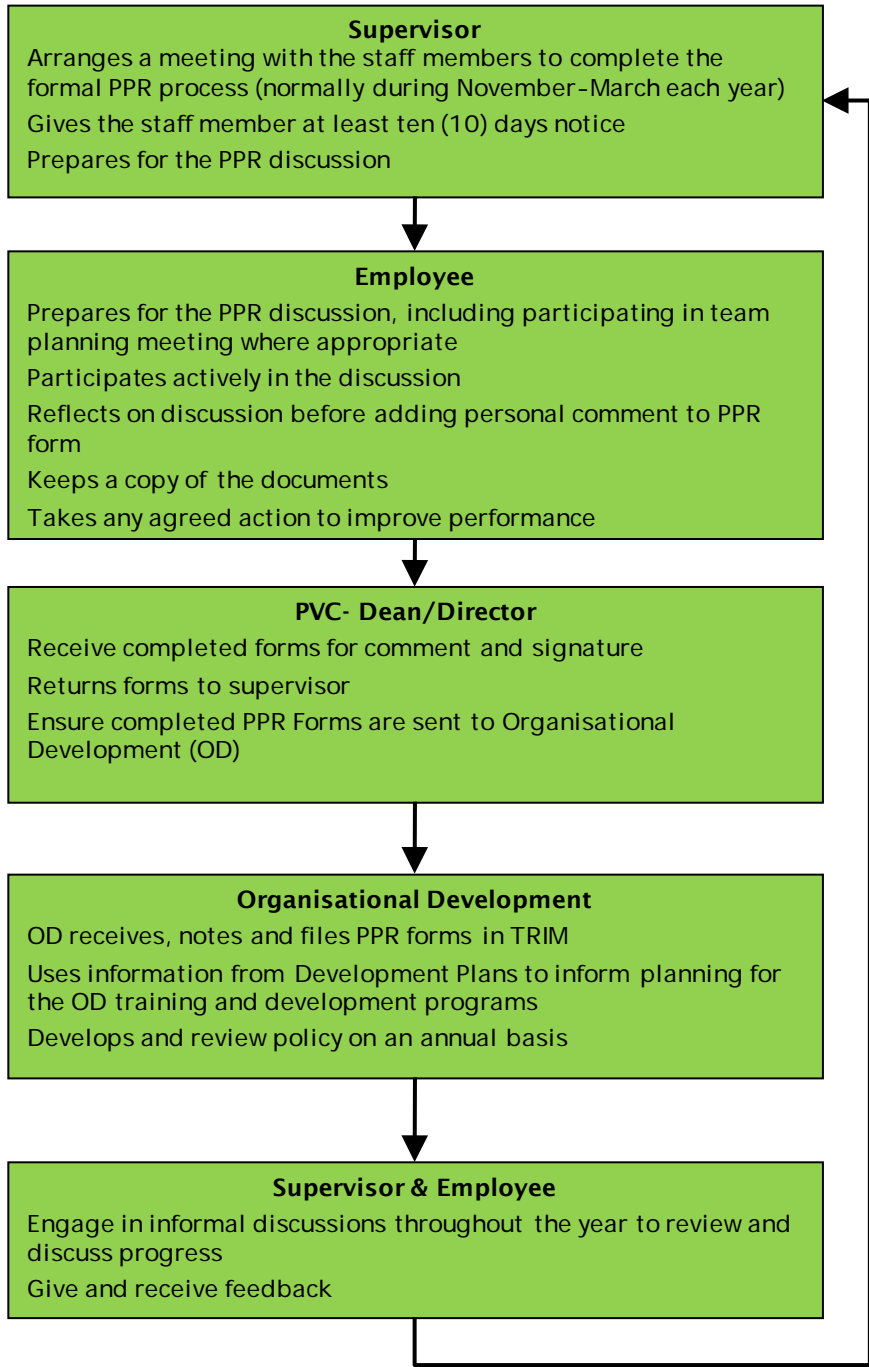 Supervisor
Arranges a meeting with the staff members to complete the
formal PPR process (normally during November-March each year)
Gives the staff member at least ten (10) days notice
Prepares for the PPR discussion
Employee
Prepares for the PPR discussion, including participating in team
planning meeting where appropriate
Participates actively in the discussion
Reflects on discussion before adding personal comment to PPR
form
Keeps a copy of the documents
Takes any agreed action to improve performance
PVC- Dean/Director
Receive completed forms for comment and signature
Returns forms to supervisor
Ensure completed PPR Forms are sent to Organisational
Development (OD)
Organisational Development
OD receives, notes and files PPR forms in TRIM
Uses information from Development Plans to inform planning for
the OD training and development programs
Develops and review policy on an annual basis
Supervisor & Employee
Engage in informal discussions throughout the year to review and
discuss progress
Give and receive feedback